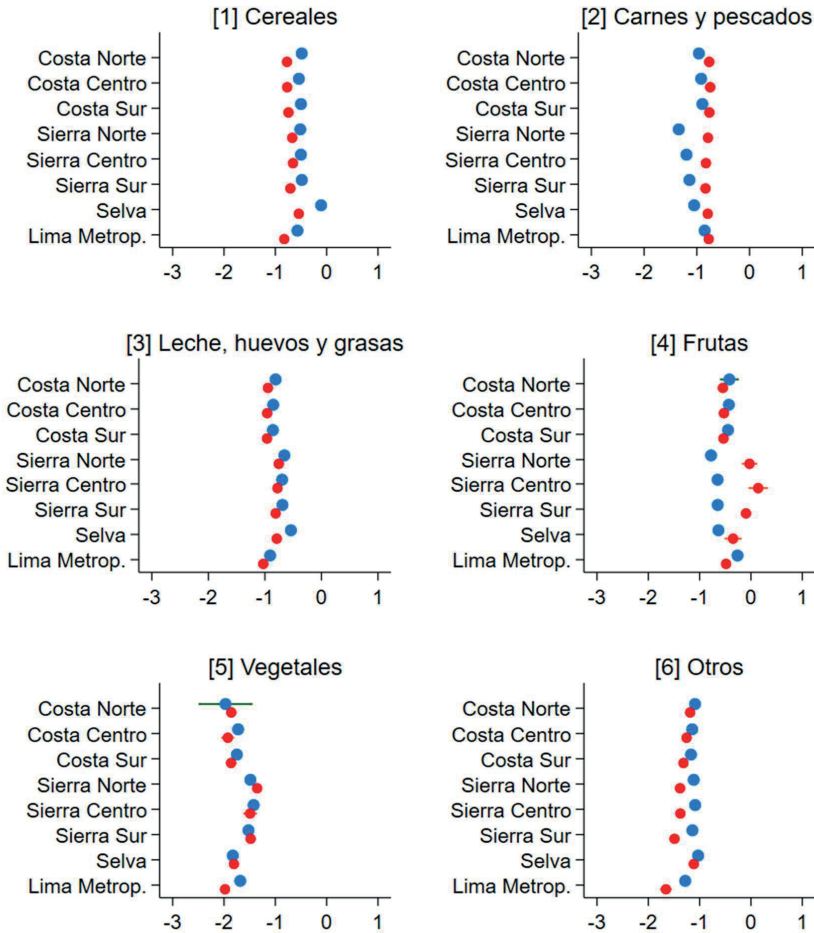 [1] Cereales
Costa Norte
Costa Centro
Costa Sur
Sierra Norte
Sierra Centro
Sierra Sur
Selva
Lima Metrop.
-3 -2 -1 0 1
[2] Carnes y pescados
Costa Norte
Costa Centro
Costa Sur
Sierra Norte
Sierra Centro
Sierra Sur
Selva
Lima Metrop.
-3 -2 -1 0 1
[3] Leche, huevos y grasas
Costa Norte
Costa Centro
Costa Sur
Sierra Norte
Sierra Centro
Sierra Sur
Selva
Lima Metrop.
-3 -2 -1 0 1
[4] Frutas
Costa Norte
Costa Centro
Costa Sur
Sierra Norte
Sierra Centro
Sierra Sur
Selva
Lima Metrop.
-3 -2 -1 0 1
[5] Vegetales
Costa Norte
Costa Centro
Costa Sur
Sierra Norte
Sierra Centro
Sierra Sur
Selva
Lima Metrop.
-3 -2 -1 0 1
[6] Otros
Costa Norte
Costa Centro
Costa Sur
Sierra Norte
Sierra Centro
Sierra Sur
Selva
Lima Metrop.
-3 -2 -1 0 1